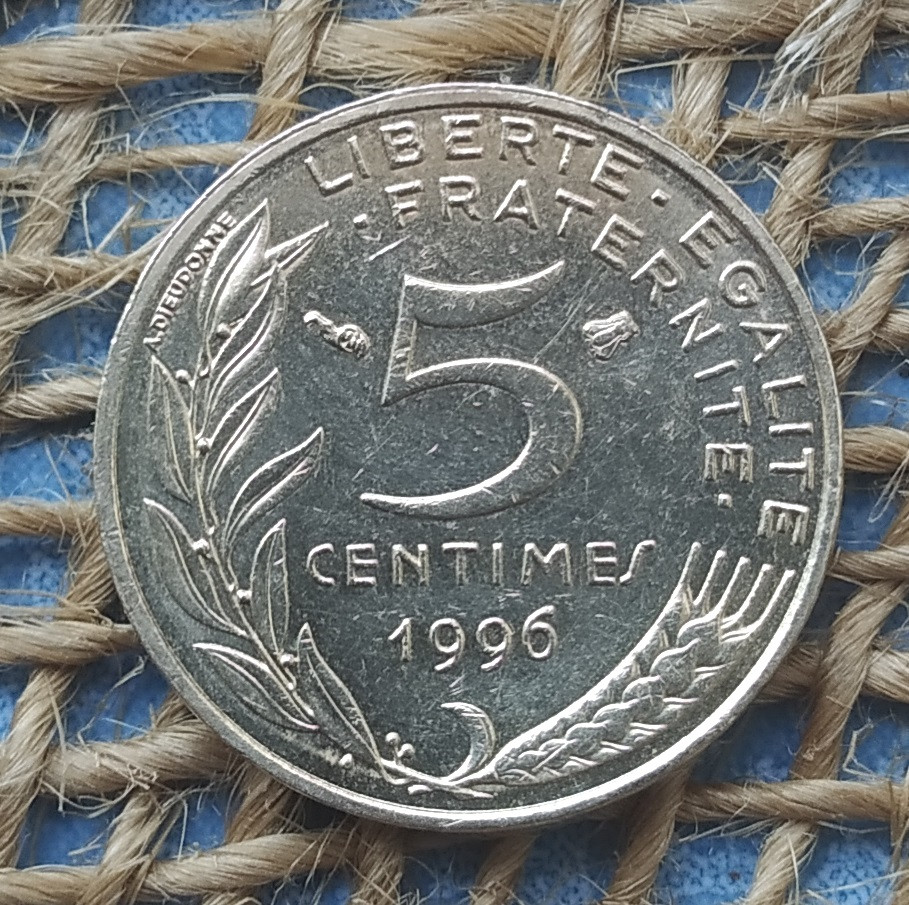 LIBERTE · EGALITE
· FRATERNITE ·
A.DIEUDONNE
5
CENTIMES
1996